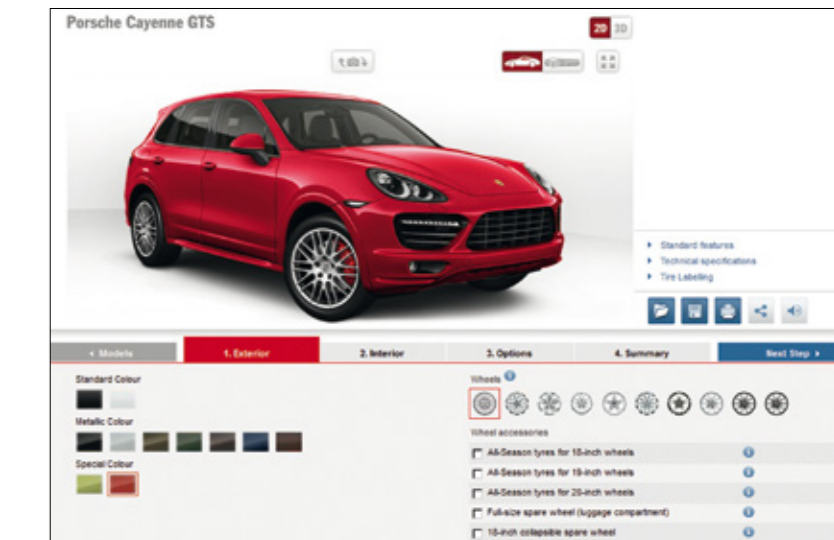 Porsche Cayenne GTS
2D 3D
Standard features
Technical specifications
Tire Labelling
Models
1. Exterior
2. Interior
3. Options
4. Summary
Next Step
Standard Colour
Metallic Colour
Special Colour
Wheels
Wheel accessories
All-Season tyres for 18-inch wheels
All-Season tyres for 19-inch wheels
All-Season tyres for 20-inch wheels
Full-size spare wheel (luggage compartment)
18-inch collapsible spare wheel